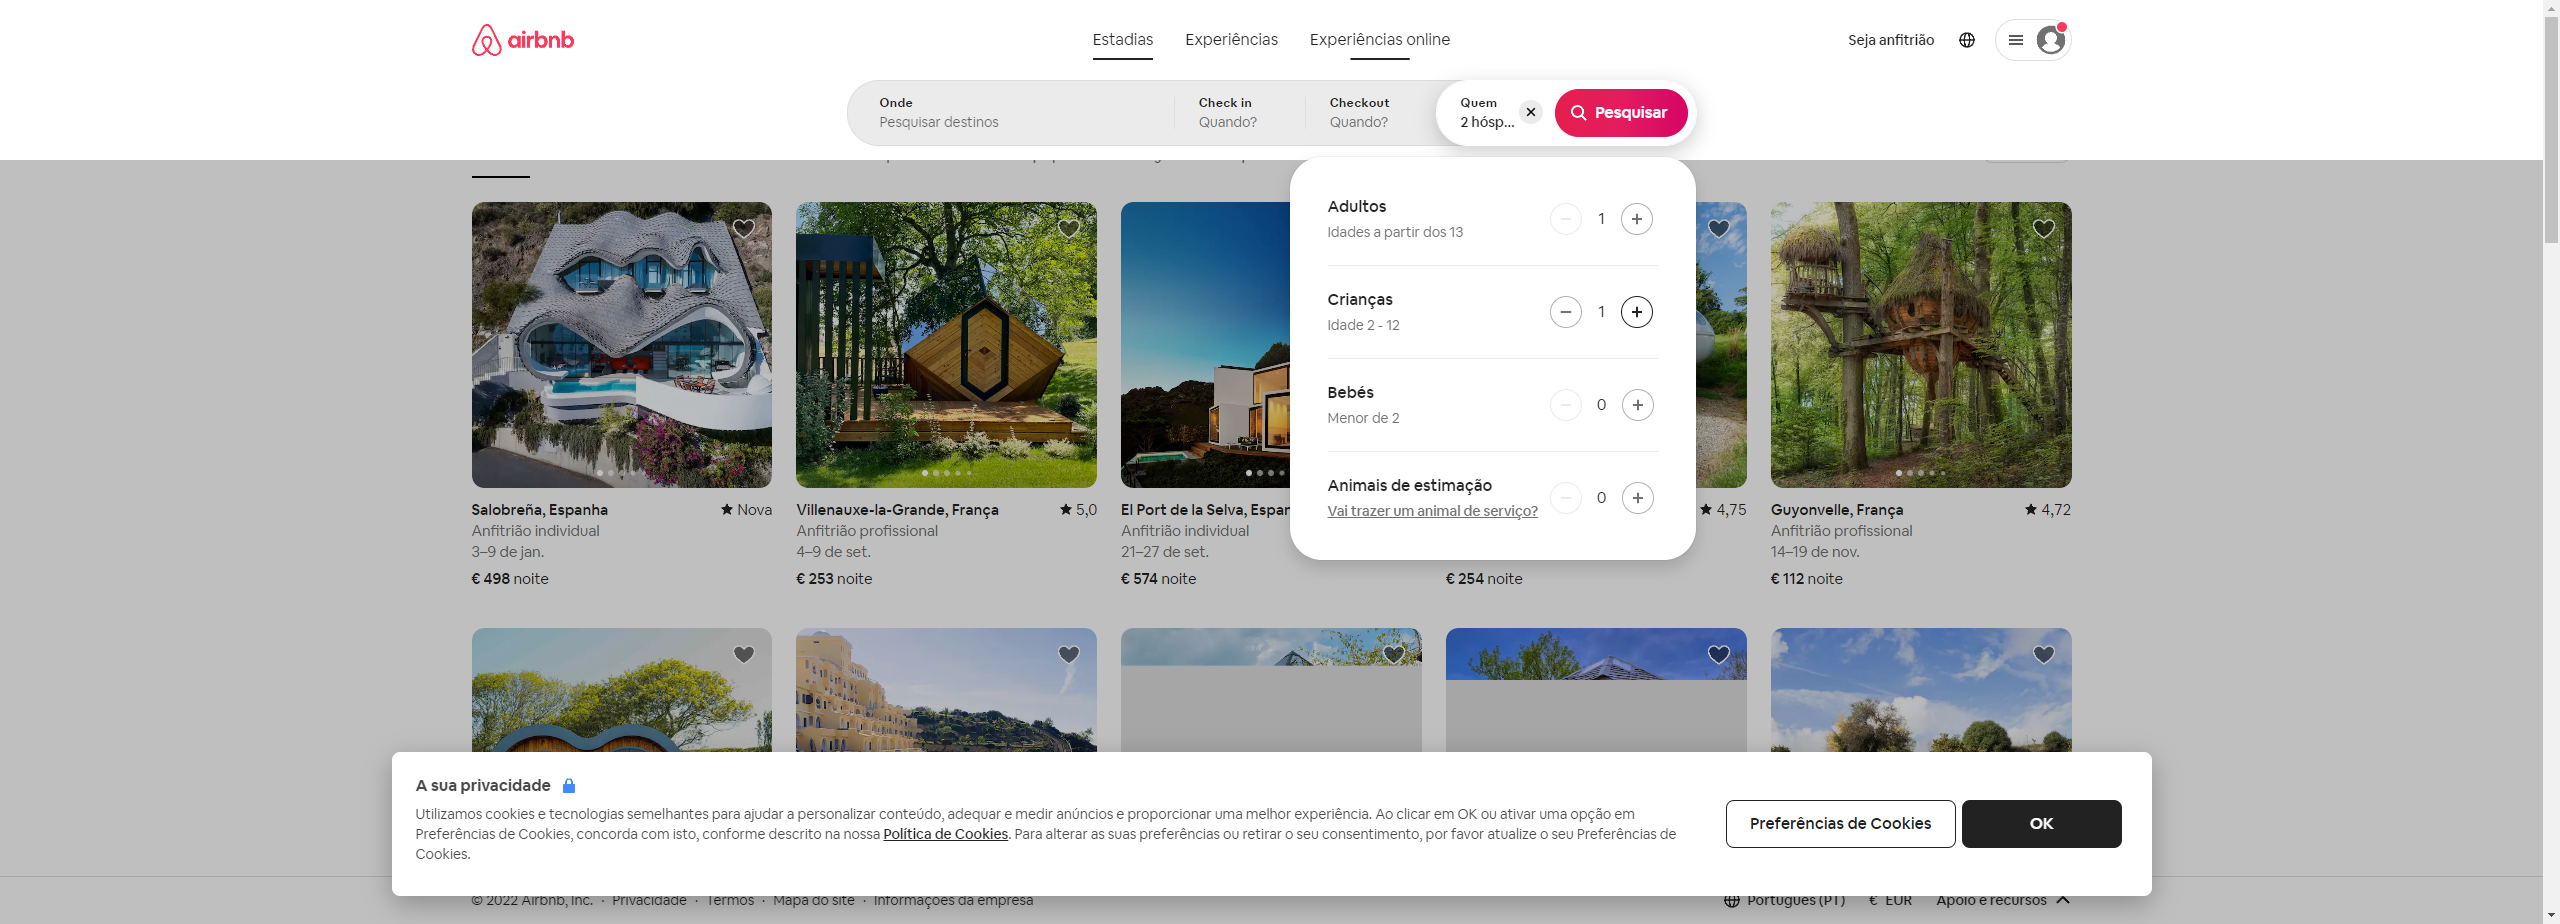 airbnb
Estadias
Experiências
Experiências online
Seja anfitrião
Onde
Pesquisar destinos
Check in
Quando?
Checkout
Quando?
Quem
2 hósp...
Pesquisar
Adultos
Idades a partir dos 13
1
Crianças
Idade 2 - 12
1
Bebés
Menor de 2
0
Animais de estimação
Vai trazer um animal de serviço?
0
Salobreña, Espanha
Nova
Anfitrião individual
3–9 de jan.
€ 498 noite
Villenauxe-la-Grande, França
5,0
Anfitrião profissional
4–9 de set.
€ 253 noite
El Port de la Selva, Espan
Anfitrião individual
21–27 de set.
€ 574 noite
4,75
€ 254 noite
Guyonvelle, França
4,72
Anfitrião profissional
14–19 de nov.
€ 112 noite
A sua privacidade
Utilizamos cookies e tecnologias semelhantes para ajudar a personalizar conteúdo, adequar e medir anúncios e proporcionar uma melhor experiência. Ao clicar em OK ou ativar uma opção em
Preferências de Cookies, concorda com isto, conforme descrito na nossa Política de Cookies. Para alterar as suas preferências ou retirar o seu consentimento, por favor atualize o seu Preferências de
Cookies.
Preferências de Cookies
OK
© 2022 Airbnb, Inc. · Privacidade · Termos · Mapa do site · Informações da empresa
Português (PT)
€ EUR
Apoio e recursos